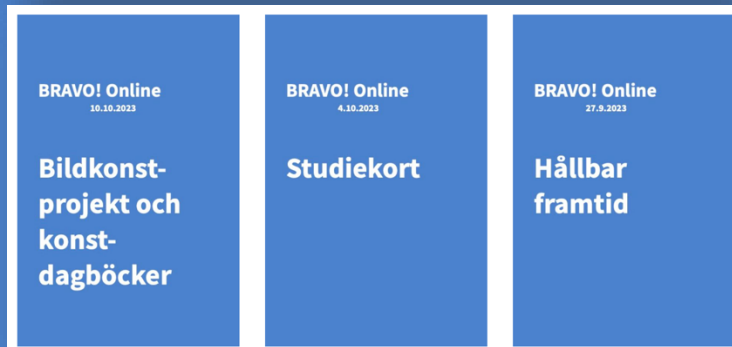 BRAVO! Online
10.10.2023
Bildkonst-
projekt och
konst-
dagböcker
BRAVO! Online
4.10.2023
Studiekort
BRAVO! Online
27.9.2023
Hållbar
framtid